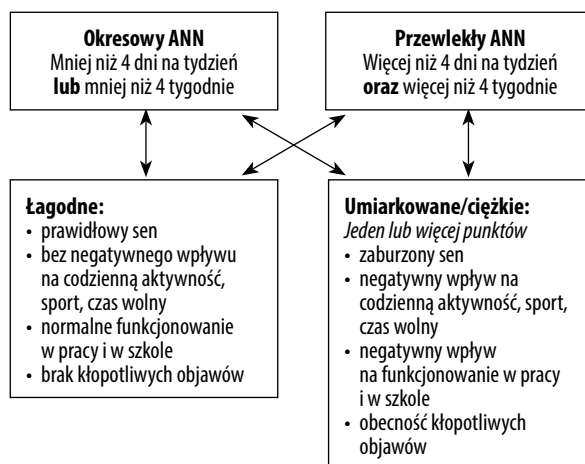 Okresowy ANN
Mniej niż 4 dni na tydzień
lub mniej niż 4 tygodnie
Przewlekły ANN
Więcej niż 4 dni na tydzień
oraz więcej niż 4 tygodnie
Łagodne:
• prawidłowy sen
• bez negatywnego wpływu
na codzienną aktywność,
sport, czas wolny
• normalne funkcjonowanie
w pracy i w szkole
• brak kłopotliwych objawów
Umiarkowane/ciężkie:
Jeden lub więcej punktów
• zaburzony sen
• negatywny wpływ na
codzienną aktywność, sport,
czas wolny
• negatywny wpływ
na funkcjonowanie w pracy
i w szkole
• obecność kłopotliwych
objawów